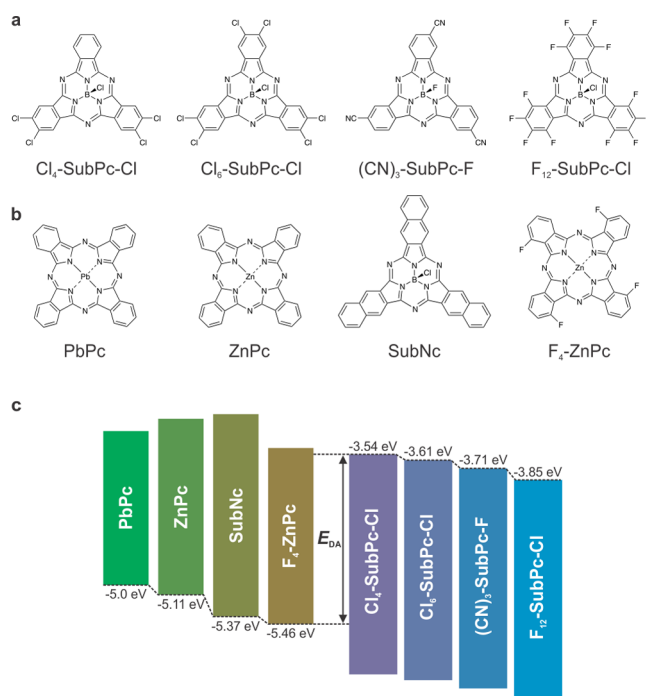 a
Cl Cl Cl Cl B Cl N N N N N N
Cl₄-SubPc-Cl
Cl Cl Cl Cl Cl Cl B Cl N N N N N N
Cl₆-SubPc-Cl
CN NC CN B F N N N N N N
(CN)₃-SubPc-F
F F F F F F F F F F F F B Cl N N N N N N
F₁₂-SubPc-Cl
b
N N N N Pb N N N N
PbPc
N N N N Zn N N N N
ZnPc
N N N N N N B Cl
SubNc
F F F F N N N N Zn N N N N
F₄-ZnPc
c
PbPc
-5.0 eV
ZnPc
-5.11 eV
SubNc
-5.37 eV
F₄-ZnPc
-5.46 eV
E_DA
-3.54 eV
Cl₄-SubPc-Cl
-3.61 eV
Cl₆-SubPc-Cl
-3.71 eV
(CN)₃-SubPc-F
-3.85 eV
F₁₂-SubPc-Cl